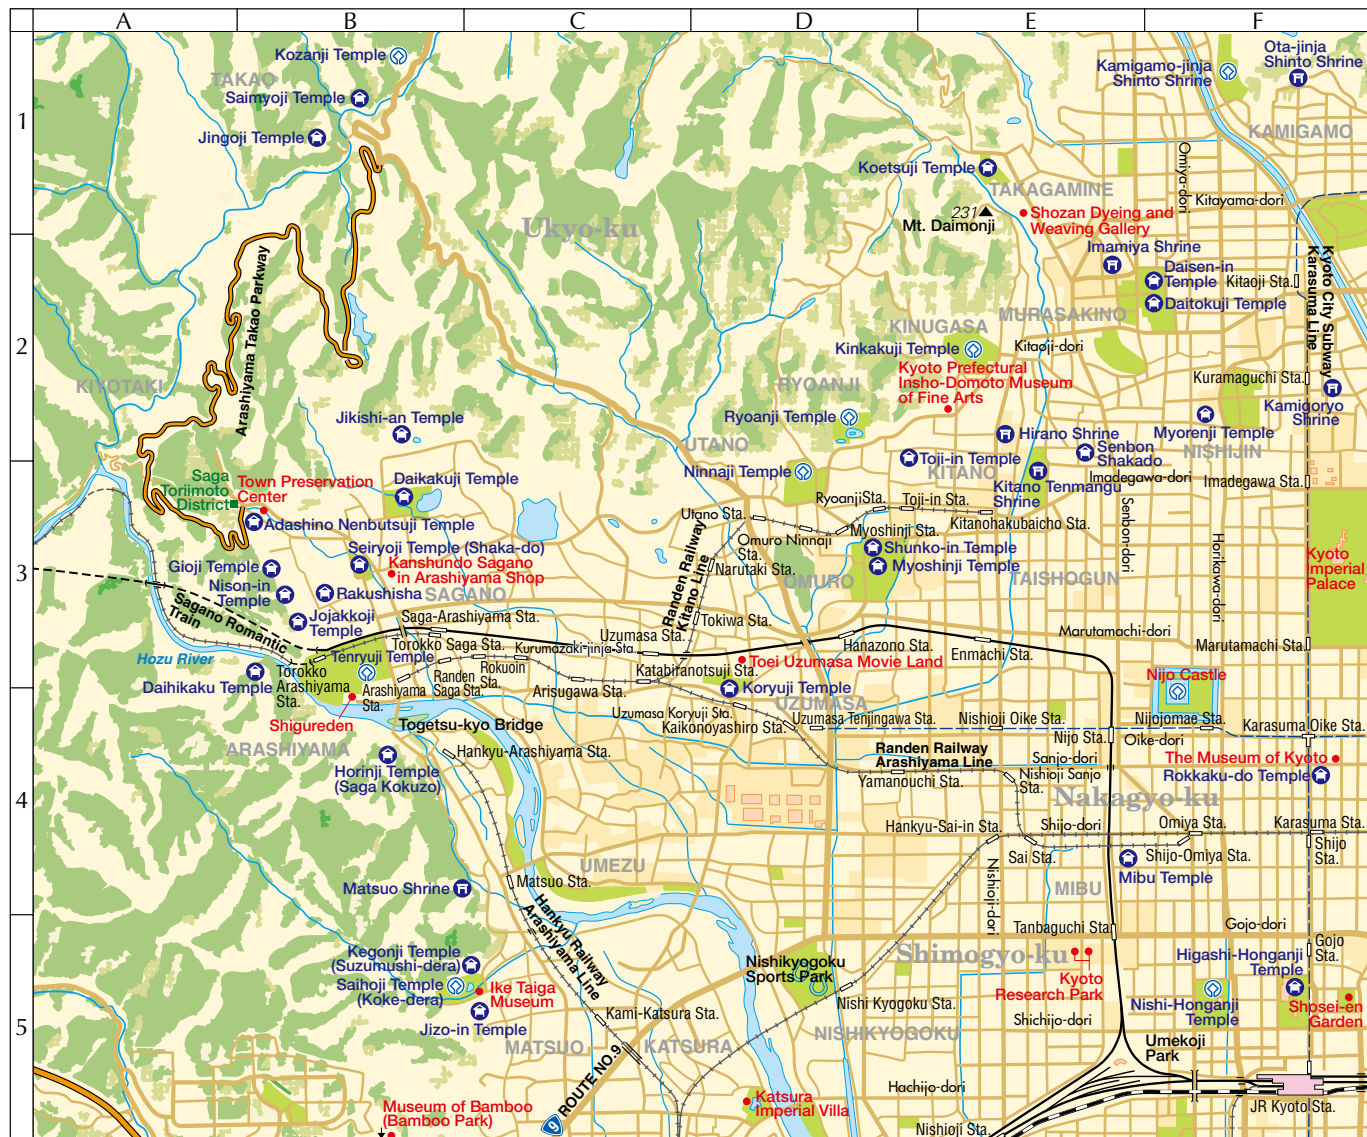 A
B
C
D
E
F
1
2
3
4
5
Kozanji Temple
TAKAO
Saimyoji Temple
Jingoji Temple
Ota-jinja
Shinto Shrine
Kamigamo-jinja
Shinto Shrine
KAMIGAMO
Koetsuji Temple
TAKAGAMINE
Omiya-dori
Kitayama-dori
231
Mt. Daimonji
Shozan Dyeing and
Weaving Gallery
Ukyo-ku
Imamiya Shrine
Daisen-in
Temple
Daitokuji Temple
Kitaoji Sta.
Kyoto City Subway
Karasuma Line
Arashiyama Takao Parkway
KINUGASA
MURASAKINO
Kinkakuji Temple
Kitaoji-dori
Kyoto Prefectural
Insho-Domoto Museum
of Fine Arts
KIYOTAKI
RYOANJI
Kuramaguchi Sta.
Kamigoryo
Shrine
Jikishi-an Temple
Ryoanji Temple
Myorenji Temple
Hirano Shrine
UTANO
NISHIJIN
Senbon
Shakado
Toji-in Temple
KITANO
Ninnaji Temple
Saga
Toriimoto
District
Town Preservation
Center
Daikakuji Temple
Kitano Tenmangu
Shrine
Imadegawa-dori
Imadegawa Sta.
RyoanjiSta.
Toji-in Sta.
Adashino Nenbutsuji Temple
Utano Sta.
Myoshinji Sta.
Kitanohakubaicho Sta.
Senbon-dori
Horikawa-dori
Omuro Ninnaji
Sta.
Seiryoji Temple (Shaka-do)
Kanshundo Sagano
in Arashiyama Shop
Shunko-in Temple
Myoshinji Temple
Kyoto
Imperial
Palace
Gioji Temple
Narutaki Sta.
OMURO
TAISHOGUN
Nison-in
Temple
Rakushisha
SAGANO
Randen Railway
Kitano Line
Sagano Romantic
Train
Jojakkoji
Temple
Saga-Arashiyama Sta.
Tokiwa Sta.
Marutamachi-dori
Marutamachi Sta.
Torokko Saga Sta.
Uzumasa Sta.
Kurumazaki-jinja Sta.
Hanazono Sta.
Enmachi Sta.
Hozu River
Tenryuji Temple
Rokuoin
Sta.
Toei Uzumasa Movie Land
Katabiranotsuji Sta.
Daihikaku Temple
Torokko
Arashiyama
Sta.
Randen
Saga Sta.
Arashiyama
Sta.
Arisugawa Sta.
Koryuji Temple
Nijo Castle
UZUMASA
Shigureden
Togetsu-kyo Bridge
Uzumasa Koryuji Sta.
Kaikonoyashiro Sta.
Uzumasa Tenjingawa Sta.
Nishioji Oike Sta.
Nijojomae Sta.
Karasuma Oike Sta.
Nijo Sta.
Oike-dori
ARASHIYAMA
Hankyu-Arashiyama Sta.
Randen Railway
Arashiyama Line
Sanjo-dori
The Museum of Kyoto
Horinji Temple
(Saga Kokuzo)
Yamanouchi Sta.
Nishioji Sanjo
Sta.
Rokkaku-do Temple
Nakagyo-ku
Hankyu-Sai-in Sta.
Shijo-dori
Omiya Sta.
Karasuma Sta.
UMEZU
Sai Sta.
Shijo-Omiya Sta.
Shijo
Sta.
Matsuo Sta.
Mibu Temple
Matsuo Shrine
MIBU
Nishioji-dori
Hankyu Railway
Arashiyama Line
Gojo-dori
Tanbaguchi Sta.
Gojo
Sta.
Kegonji Temple
(Suzumushi-dera)
Nishikyogoku
Sports Park
Shimogyo-ku
Higashi-Honganji
Temple
Saihoji Temple
(Koke-dera)
Ike Taiga
Museum
Kyoto
Research Park
Nishi Kyogoku Sta.
Nishi-Honganji
Temple
Shosei-en
Garden
Kami-Katsura Sta.
Shichijo-dori
Jizo-in Temple
NISHIKYOGOKU
MATSUO
KATSURA
Umekoji
Park
ROUTE NO.9
9
Hachijo-dori
Katsura
Imperial Villa
Museum of Bamboo
(Bamboo Park)
JR Kyoto Sta.
Nishioji Sta.